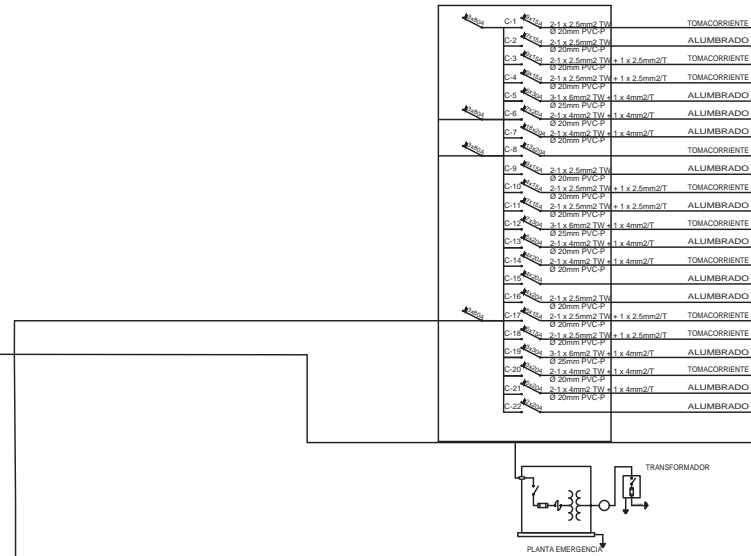 3x80A C-1 2-1 x 2.5mm2 TW TOMACORRIENTE
Ø 20mm PVC-P
C-2 2-1 x 2.5mm2 TW ALUMBRADO
Ø 20mm PVC-P
C-3 2-1 x 2.5mm2 TW + 1 x 2.5mm2/T TOMACORRIENTE
Ø 20mm PVC-P
C-4 2-1 x 2.5mm2 TW + 1 x 2.5mm2/T TOMACORRIENTE
Ø 20mm PVC-P
C-5 3-1 x 6mm2 TW + 1 x 4mm2/T ALUMBRADO
Ø 25mm PVC-P
3x80A C-6 2-1 x 4mm2 TW + 1 x 4mm2/T ALUMBRADO
Ø 20mm PVC-P
C-7 2-1 x 4mm2 TW + 1 x 4mm2/T ALUMBRADO
Ø 20mm PVC-P
3x80A C-8 TOMACORRIENTE
C-9 2-1 x 2.5mm2 TW ALUMBRADO
Ø 20mm PVC-P
C-10 2-1 x 2.5mm2 TW + 1 x 2.5mm2/T TOMACORRIENTE
Ø 20mm PVC-P
C-11 2-1 x 2.5mm2 TW + 1 x 2.5mm2/T ALUMBRADO
Ø 20mm PVC-P
C-12 3-1 x 6mm2 TW + 1 x 4mm2/T TOMACORRIENTE
Ø 25mm PVC-P
C-13 2-1 x 4mm2 TW + 1 x 4mm2/T ALUMBRADO
Ø 20mm PVC-P
C-14 2-1 x 4mm2 TW + 1 x 4mm2/T TOMACORRIENTE
Ø 20mm PVC-P
C-15 ALUMBRADO
C-16 2-1 x 2.5mm2 TW ALUMBRADO
Ø 20mm PVC-P
3x80A C-17 2-1 x 2.5mm2 TW + 1 x 2.5mm2/T TOMACORRIENTE
Ø 20mm PVC-P
C-18 2-1 x 2.5mm2 TW + 1 x 2.5mm2/T TOMACORRIENTE
Ø 20mm PVC-P
C-19 3-1 x 6mm2 TW + 1 x 4mm2/T ALUMBRADO
Ø 25mm PVC-P
C-20 2-1 x 4mm2 TW + 1 x 4mm2/T TOMACORRIENTE
Ø 20mm PVC-P
C-21 2-1 x 4mm2 TW + 1 x 4mm2/T ALUMBRADO
Ø 20mm PVC-P
C-22 ALUMBRADO
TRANSFORMADOR
PLANTA EMERGENCIA